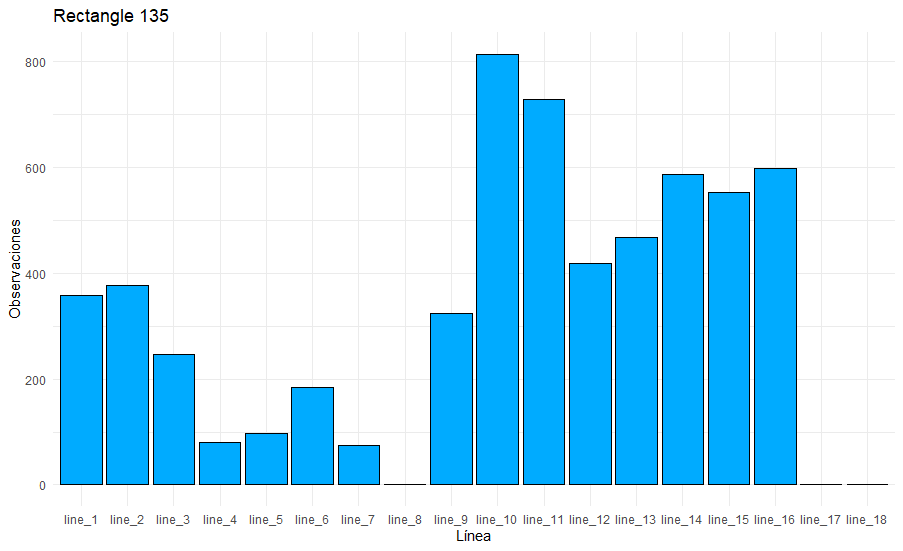 Rectangle 135
Observaciones
800
600
400
200
0
line_1 line_2 line_3 line_4 line_5 line_6 line_7 line_8 line_9 line_10 line_11 line_12 line_13 line_14 line_15 line_16 line_17 line_18
Línea